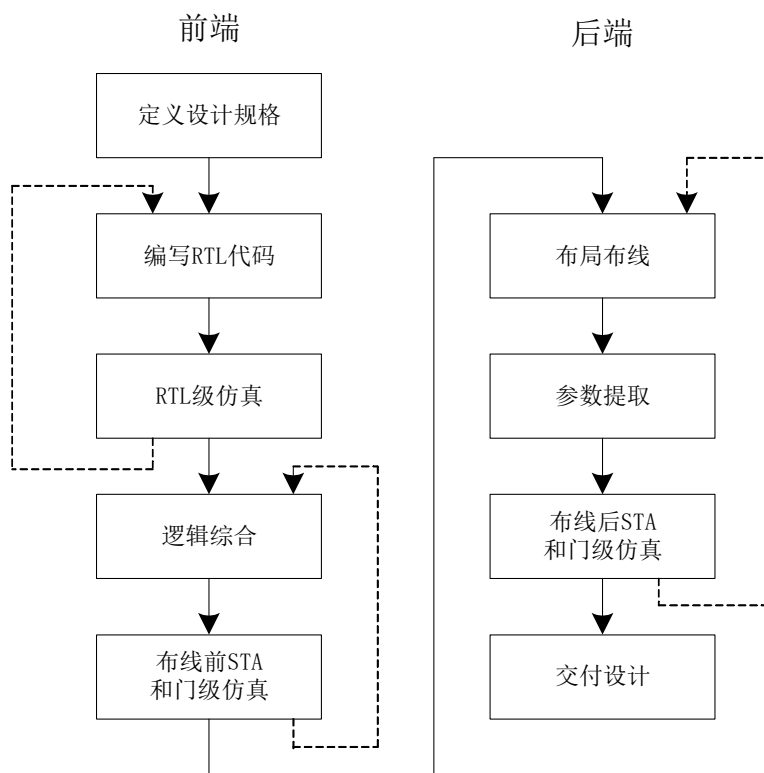 前端
定义设计规格
编写RTL代码
RTL级仿真
逻辑综合
布线前STA
和门级仿真
后端
布局布线
参数提取
布线后STA
和门级仿真
交付设计